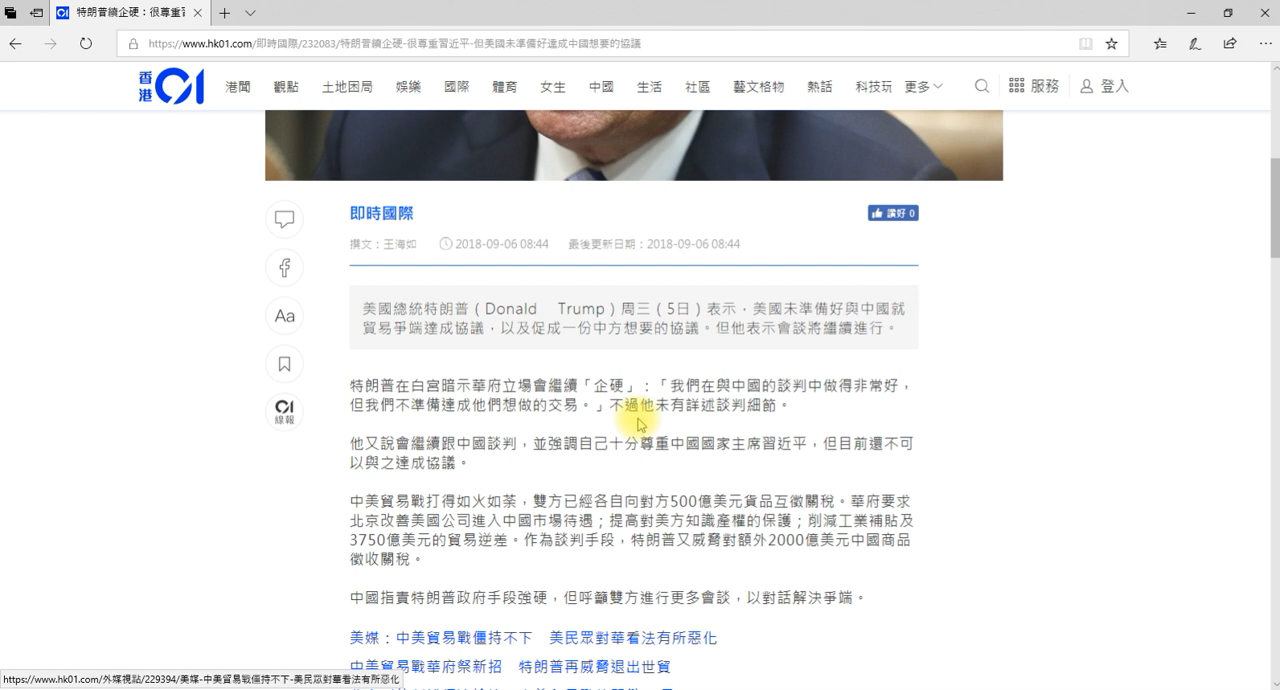 特朗普續企硬：很尊重習
https://www.hk01.com/即時國際/232083/特朗普續企硬-很尊重習近平-但美國未準備好達成中國想要的協議
香港01
港聞 觀點 土地困局 娛樂 國際 體育 女生 中國 生活 社區 藝文格物 熱話 科技玩 更多 服務 登入
即時國際
讚好 0
撰文：王海如 2018-09-06 08:44 最後更新日期：2018-09-06 08:44
美國總統特朗普（Donald Trump）周三（5日）表示，美國未準備好與中國就
貿易爭端達成協議，以及促成一份中方想要的協議。但他表示會談將繼續進行。
Aa
01
線報
特朗普在白宮暗示華府立場會繼續「企硬」：「我們在與中國的談判中做得非常好，
但我們不準備達成他們想做的交易。」不過他未有詳述談判細節。
他又說會繼續跟中國談判，並強調自己十分尊重中國國家主席習近平，但目前還不可
以與之達成協議。
中美貿易戰打得如火如荼，雙方已經各自向對方500億美元貨品互徵關稅。華府要求
北京改善美國公司進入中國市場待遇；提高對美方知識產權的保護；削減工業補貼及
3750億美元的貿易逆差。作為談判手段，特朗普又威脅對額外2000億美元中國商品
徵收關稅。
中國指責特朗普政府手段強硬，但呼籲雙方進行更多會談，以對話解決爭端。
美媒：中美貿易戰僵持不下 美民眾對華看法有所惡化
中美貿易戰華府祭新招 特朗普再威脅退出世貿
https://www.hk01.com/外媒視點/229394/美媒-中美貿易戰僵持不下-美民眾對華看法有所惡化